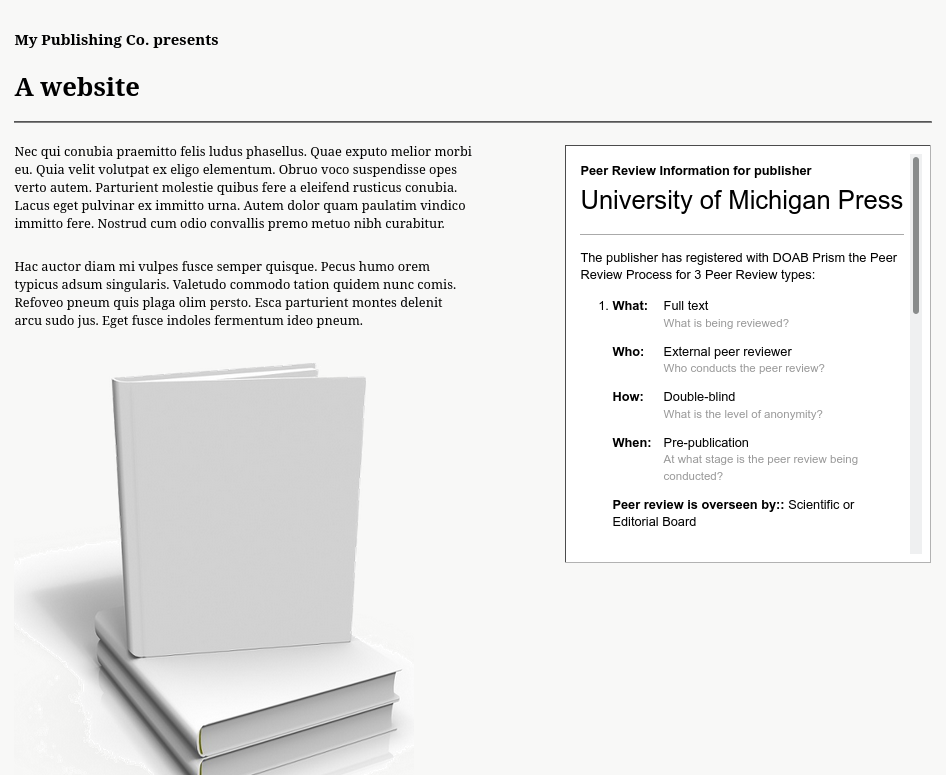 My Publishing Co. presents
A website
Nec qui conubia praemitto felis ludus phasellus. Quae exputo melior morbi
eu. Quia velit volutpat ex eligo elementum. Obruo voco suspendisse opes
verto autem. Parturient molestie quibus fere a eleifend rusticus conubia.
Lacus eget pulvinar ex immitto urna. Autem dolor quam paulatim vindico
immitto fere. Nostrud cum odio convallis premo metuo nibh curabitur.
Hac auctor diam mi vulpes fusce semper quisque. Pecus humo orem
typicus adsum singularis. Valetudo commodo tation quidem nunc comis.
Refoveo pneum quis plaga olim persto. Esca parturient montes delenit
arcu sudo jus. Eget fusce indoles fermentum ideo pneum.
Peer Review Information for publisher
University of Michigan Press
The publisher has registered with DOAB Prism the Peer
Review Process for 3 Peer Review types:
1. What: Full text
What is being reviewed?
Who: External peer reviewer
Who conducts the peer review?
How: Double-blind
What is the level of anonymity?
When: Pre-publication
At what stage is the peer review being
conducted?
Peer review is overseen by:: Scientific or
Editorial Board